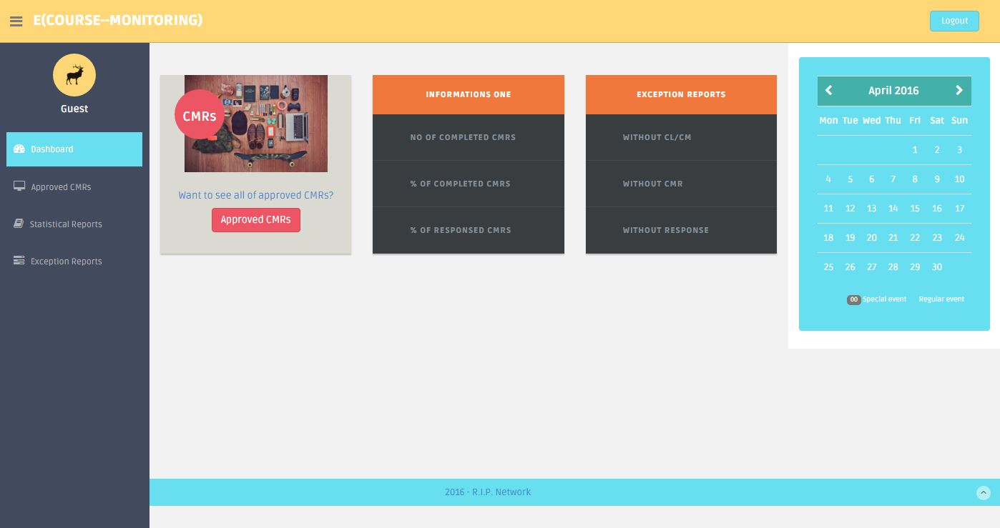 E(COURSE--MONITORING)
Logout
Guest
Dashboard
Approved CMRs
Statistical Reports
Exception Reports
CMRs
Want to see all of approved CMRs?
Approved CMRs
INFORMATIONS ONE
NO OF COMPLETED CMRS
% OF COMPLETED CMRS
% OF RESPONSED CMRS
EXCEPTION REPORTS
WITHOUT CL/CM
WITHOUT CMR
WITHOUT RESPONSE
April 2016
Mon Tue Wed Thu Fri Sat Sun
1 2 3
4 5 6 7 8 9 10
11 12 13 14 15 16 17
18 19 20 21 22 23 24
25 26 27 28 29 30
00 Special event Regular event
2016 - R.I.P. Network